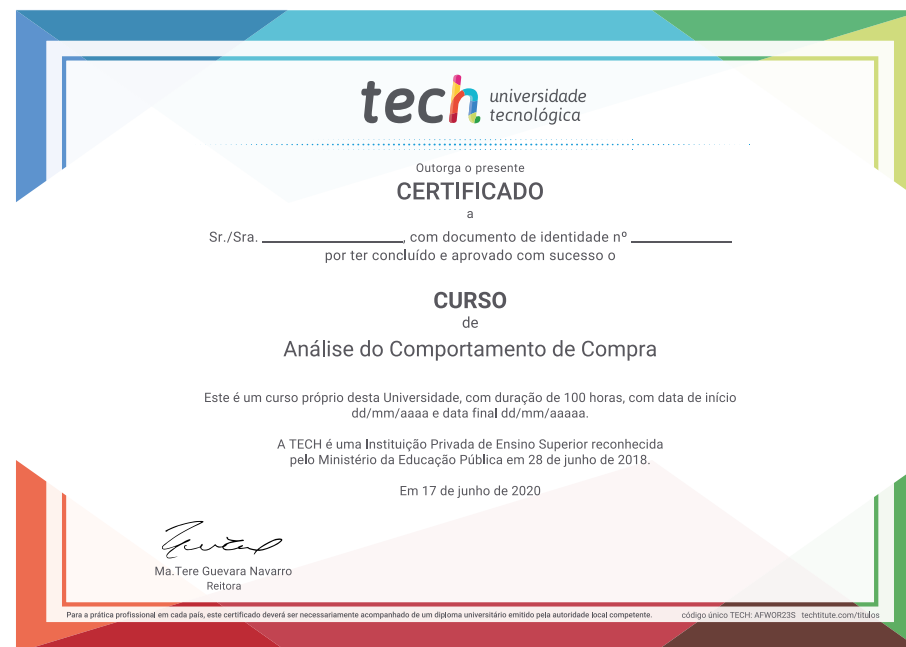 tech universidade
tecnológica
Outorga o presente
CERTIFICADO
a
Sr./Sra. ____________, com documento de identidade nº ____________
por ter concluído e aprovado com sucesso o
CURSO
de
Análise do Comportamento de Compra
Este é um curso próprio desta Universidade, com duração de 100 horas, com data de início
dd/mm/aaaa e data final dd/mm/aaaaa.
A TECH é uma Instituição Privada de Ensino Superior reconhecida
pelo Ministério da Educação Pública em 28 de junho de 2018.
Em 17 de junho de 2020
Ma.Tere Guevara Navarro
Reitora
Para a prática profissional em cada país, este certificado deverá ser necessariamente acompanhado de um diploma universitário emitido pela autoridade local competente. código único TECH: AFWOR23S techtitute.com/titulos